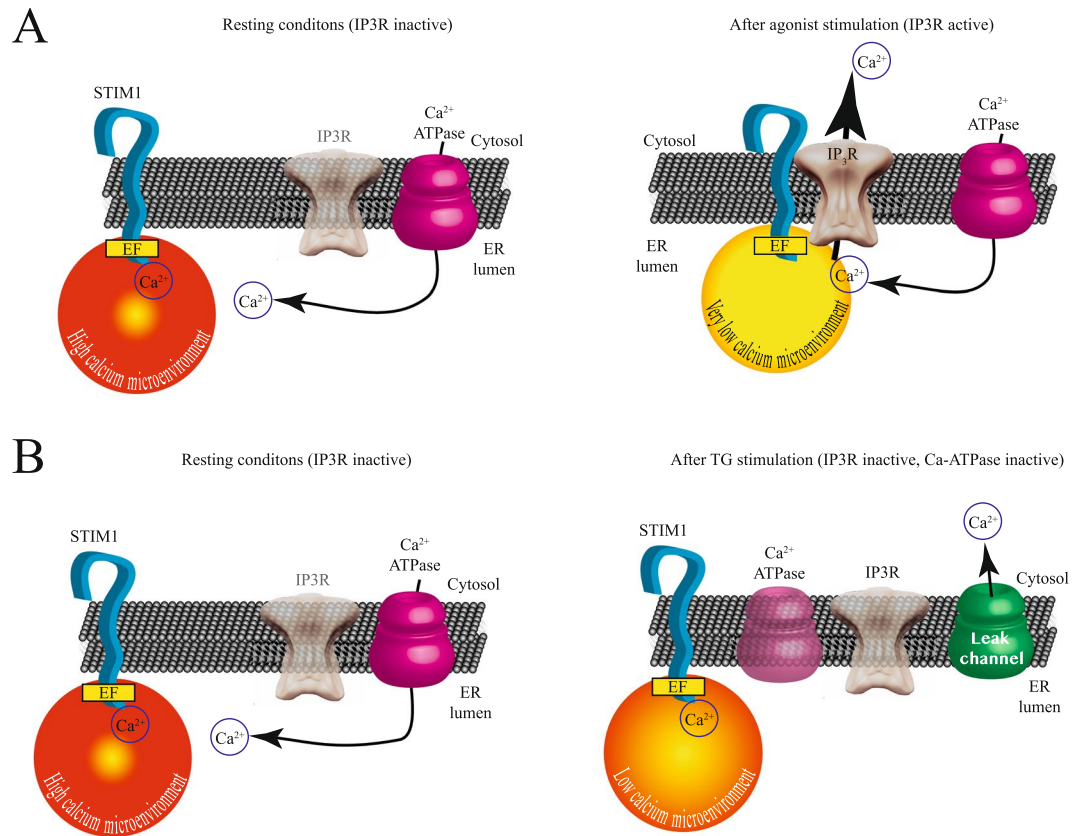 A
Resting conditons (IP3R inactive)
STIM1
IP3R
Ca²⁺
ATPase
Cytosol
EF
Ca²⁺
Ca²⁺
ER
lumen
High calcium microenvironment
After agonist stimulation (IP3R active)
Ca²⁺
Cytosol
IP₃R
Ca²⁺
ATPase
EF
ER
lumen
Ca²⁺
Very low calcium microenvironment
B
Resting conditons (IP3R inactive)
STIM1
IP3R
Ca²⁺
ATPase
Cytosol
EF
Ca²⁺
Ca²⁺
ER
lumen
High calcium microenvironment
After TG stimulation (IP3R inactive, Ca-ATPase inactive)
STIM1
Ca²⁺
ATPase
IP3R
Ca²⁺
Cytosol
Leak
channel
EF
Ca²⁺
ER
lumen
Low calcium microenvironment